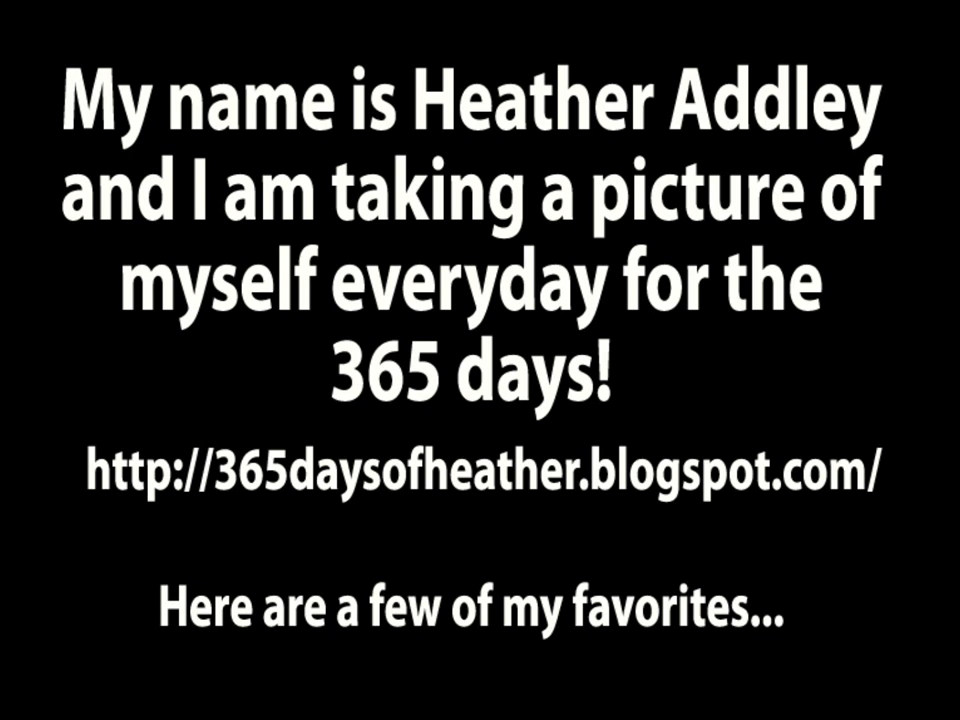 My name is Heather Addley
and I am taking a picture of
myself everyday for the
365 days!
http://365daysofheather.blogspot.com/
Here are a few of my favorites...